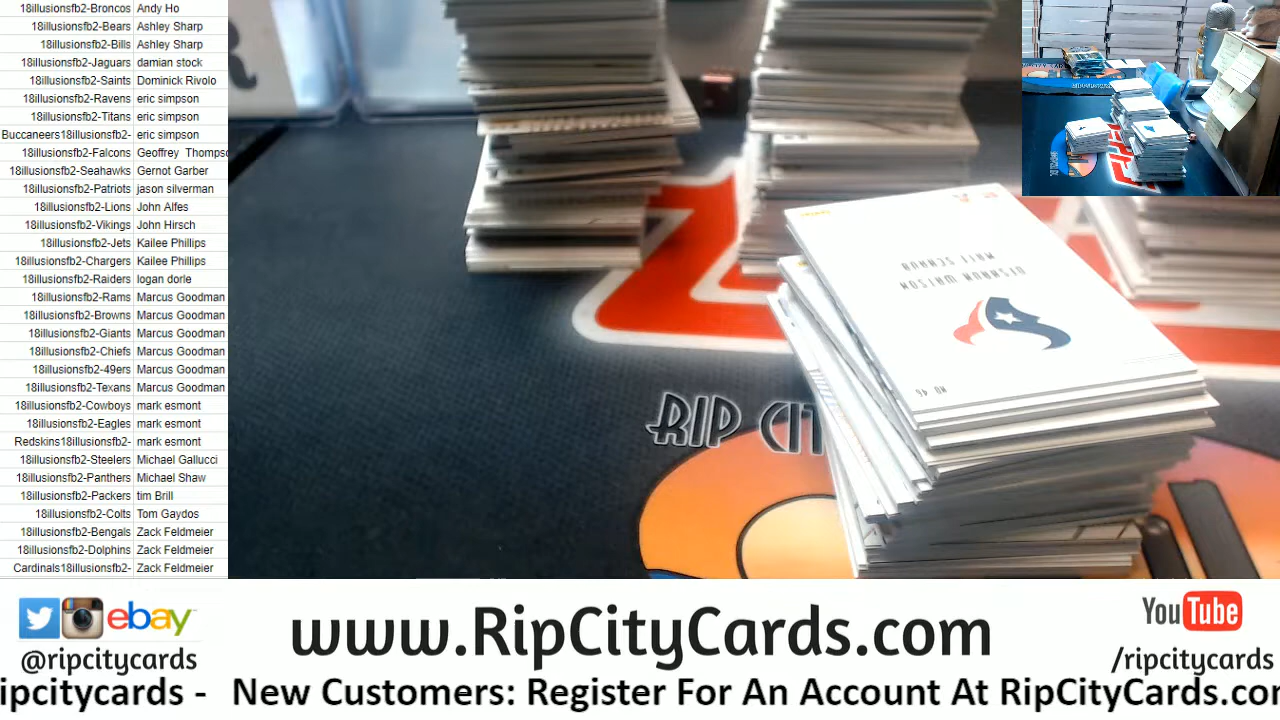 18illusionsfb2-Broncos Andy Ho
18illusionsfb2-Bears Ashley Sharp
18illusionsfb2-Bills Ashley Sharp
18illusionsfb2-Jaguars damian stock
18illusionsfb2-Saints Dominick Rivolo
18illusionsfb2-Ravens eric simpson
18illusionsfb2-Titans eric simpson
Buccaneers18illusionsfb2- eric simpson
18illusionsfb2-Falcons Geoffrey Thompso
18illusionsfb2-Seahawks Gernot Garber
18illusionsfb2-Patriots jason silverman
18illusionsfb2-Lions John Alfes
18illusionsfb2-Vikings John Hirsch
18illusionsfb2-Jets Kailee Phillips
18illusionsfb2-Chargers Kailee Phillips
18illusionsfb2-Raiders logan dorle
18illusionsfb2-Rams Marcus Goodman
18illusionsfb2-Browns Marcus Goodman
18illusionsfb2-Giants Marcus Goodman
18illusionsfb2-Chiefs Marcus Goodman
18illusionsfb2-49ers Marcus Goodman
18illusionsfb2-Texans Marcus Goodman
18illusionsfb2-Cowboys mark esmont
18illusionsfb2-Eagles mark esmont
Redskins18illusionsfb2- mark esmont
18illusionsfb2-Steelers Michael Gallucci
18illusionsfb2-Panthers Michael Shaw
18illusionsfb2-Packers tim Brill
18illusionsfb2-Colts Tom Gaydos
18illusionsfb2-Bengals Zack Feldmeier
18illusionsfb2-Dolphins Zack Feldmeier
Cardinals18illusionsfb2- Zack Feldmeier
NO. 46
DESHAUN WATSON
MATT SCHAUB
RIP CIT
ebay
@ripcitycards
www.RipCityCards.com
YouTube
/ripcitycards
ipcitycards - New Customers: Register For An Account At RipCityCards.co